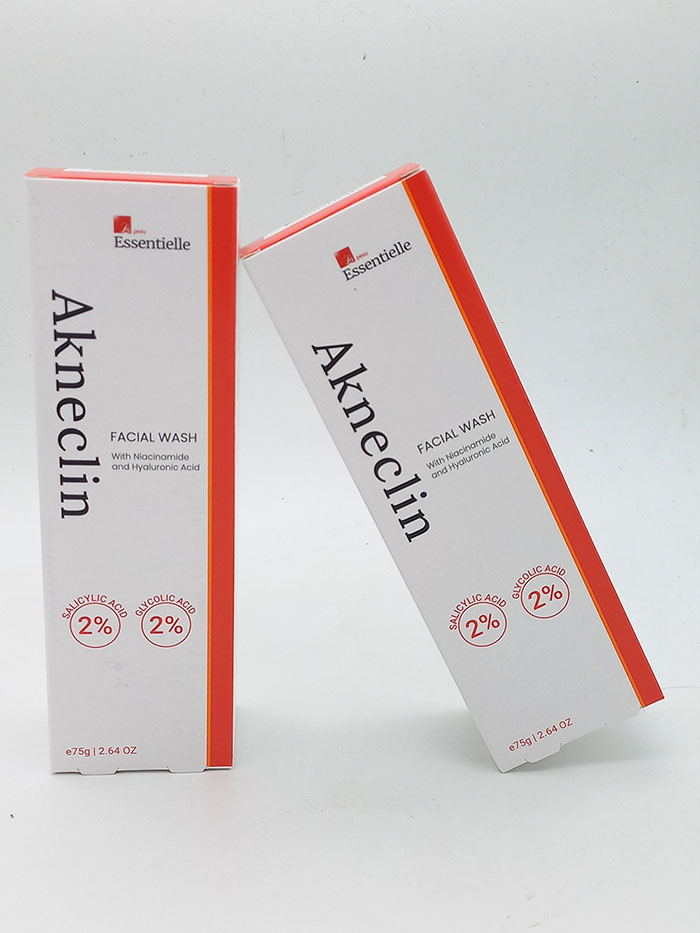 peau
Essentielle
Akneclin
FACIAL WASH
With Niacinamide
and Hyaluronic Acid
SALICYLIC ACID
2%
GLYCOLIC ACID
2%
e75g | 2.64 OZ
peau
Essentielle
Akneclin
FACIAL WASH
With Niacinamide
and Hyaluronic Acid
SALICYLIC ACID
2%
GLYCOLIC ACID
2%
e75g | 2.64 OZ